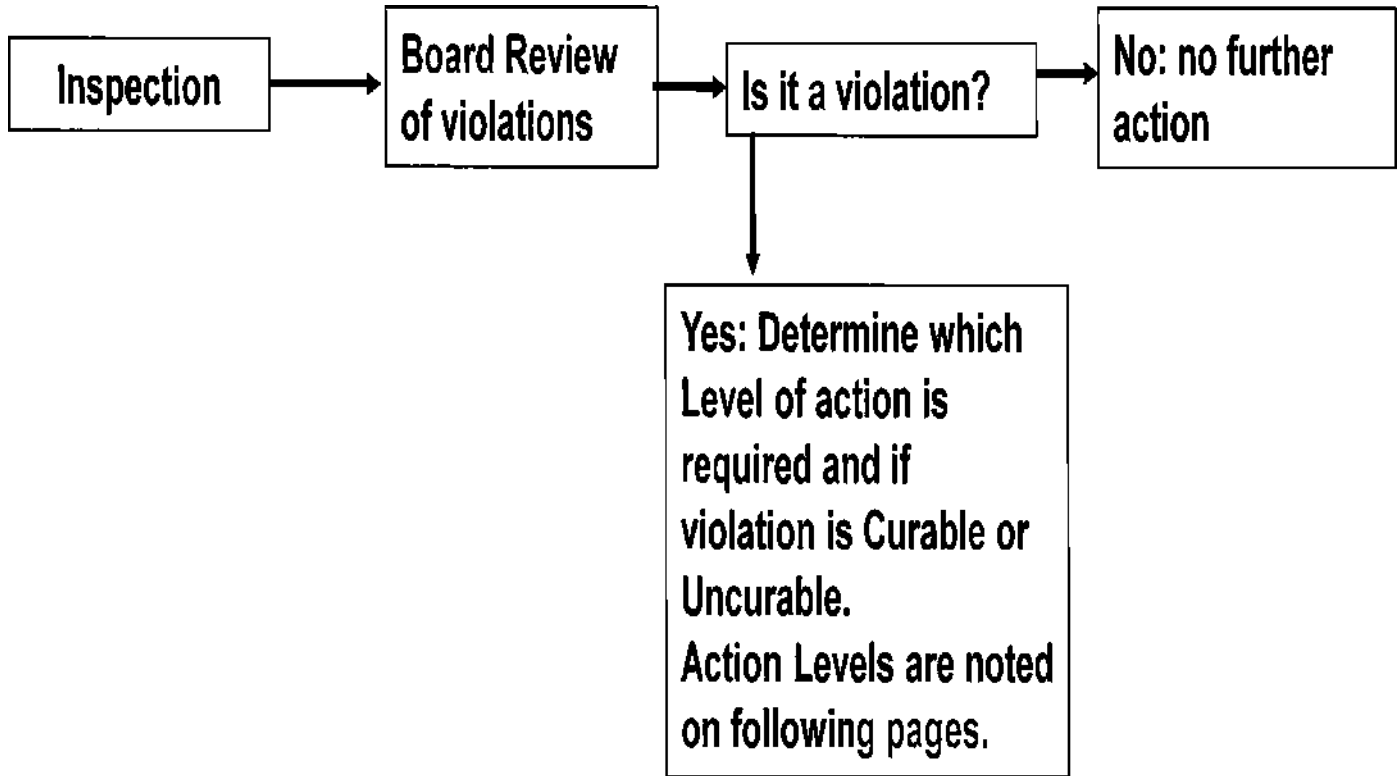 Inspection
Board Review
of violations
Is it a violation?
No: no further
action
Yes: Determine which
Level of action is
required and if
violation is Curable or
Uncurable.
Action Levels are noted
on following pages.